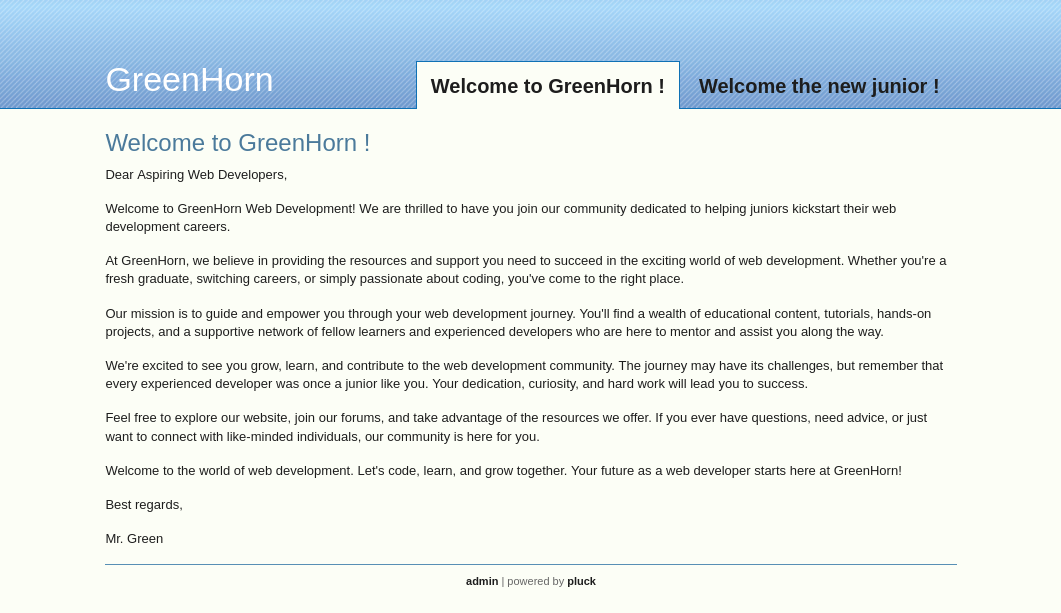 GreenHorn
Welcome to GreenHorn !
Welcome the new junior !
Welcome to GreenHorn !
Dear Aspiring Web Developers,
Welcome to GreenHorn Web Development! We are thrilled to have you join our community dedicated to helping juniors kickstart their web
development careers.
At GreenHorn, we believe in providing the resources and support you need to succeed in the exciting world of web development. Whether you're a
fresh graduate, switching careers, or simply passionate about coding, you've come to the right place.
Our mission is to guide and empower you through your web development journey. You'll find a wealth of educational content, tutorials, hands-on
projects, and a supportive network of fellow learners and experienced developers who are here to mentor and assist you along the way.
We're excited to see you grow, learn, and contribute to the web development community. The journey may have its challenges, but remember that
every experienced developer was once a junior like you. Your dedication, curiosity, and hard work will lead you to success.
Feel free to explore our website, join our forums, and take advantage of the resources we offer. If you ever have questions, need advice, or just
want to connect with like-minded individuals, our community is here for you.
Welcome to the world of web development. Let's code, learn, and grow together. Your future as a web developer starts here at GreenHorn!
Best regards,
Mr. Green
admin | powered by pluck